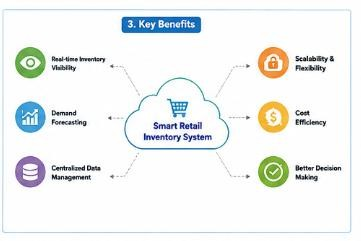 3. Key Benefits
Real-time Inventory
Visibility
Demand
Forecasting
Centralized Data
Management
Smart Retail
Inventory System
Scalability &
Flexibility
Cost
Efficiency
Better Decision
Making